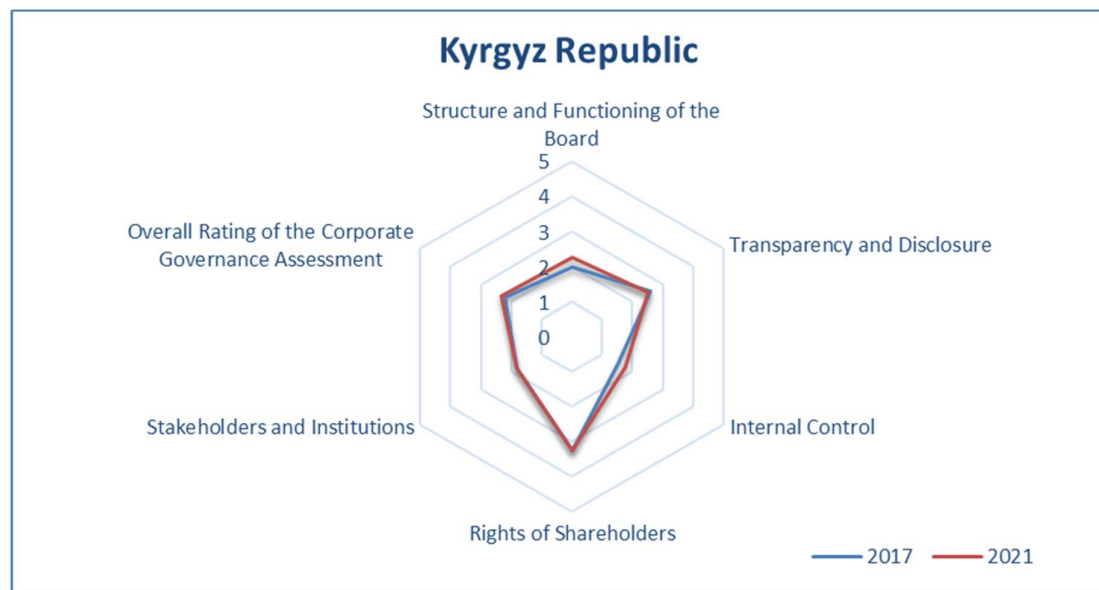 Kyrgyz Republic
Structure and Functioning of the
Board
5
4
3
2
1
0
Overall Rating of the Corporate
Governance Assessment
Transparency and Disclosure
Stakeholders and Institutions
Internal Control
Rights of Shareholders
2017
2021